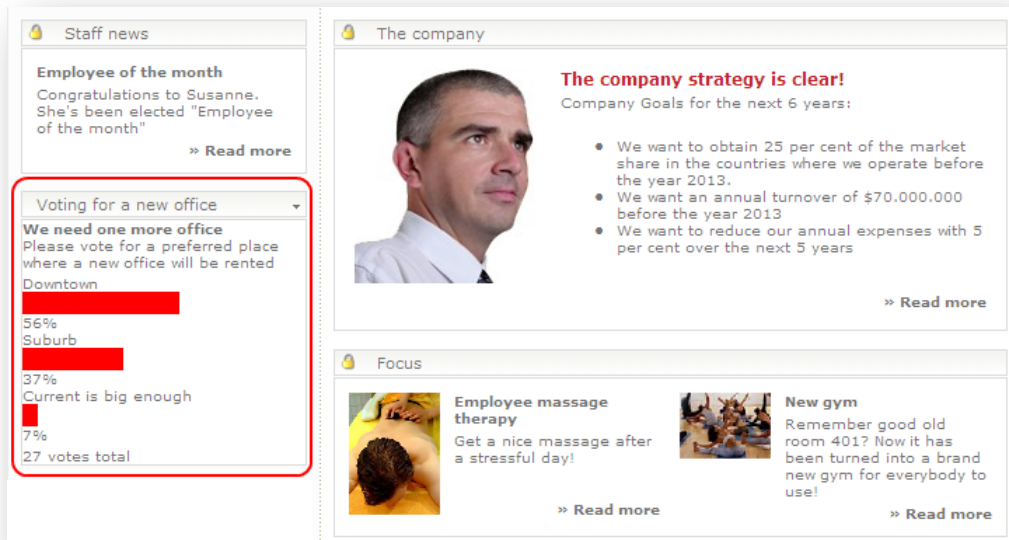 Staff news
Employee of the month
Congratulations to Susanne.
She's been elected "Employee
of the month"
» Read more
Voting for a new office
We need one more office
Please vote for a preferred place
where a new office will be rented
Downtown
56%
Suburb
37%
Current is big enough
7%
27 votes total
The company
The company strategy is clear!
Company Goals for the next 6 years:
• We want to obtain 25 per cent of the market
share in the countries where we operate before
the year 2013.
• We want an annual turnover of $70.000.000
before the year 2013
• We want to reduce our annual expenses with 5
per cent over the next 5 years
» Read more
Focus
Employee massage
therapy
Get a nice massage after
a stressful day!
» Read more
New gym
Remember good old
room 401? Now it has
been turned into a brand
new gym for everybody to
use!
» Read more